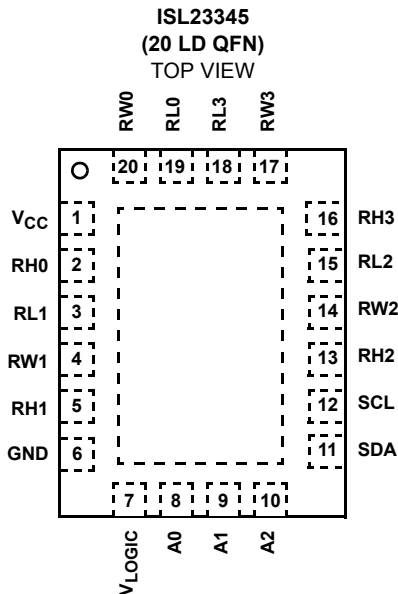 ISL23345
(20 LD QFN)
TOP VIEW
RW0 RL0 RL3 RW3
20 19 18 17
VCC 1 16 RH3
RH0 2 15 RL2
RL1 3 14 RW2
RW1 4 13 RH2
RH1 5 12 SCL
GND 6 11 SDA
7 8 9 10
VLOGIC A0 A1 A2